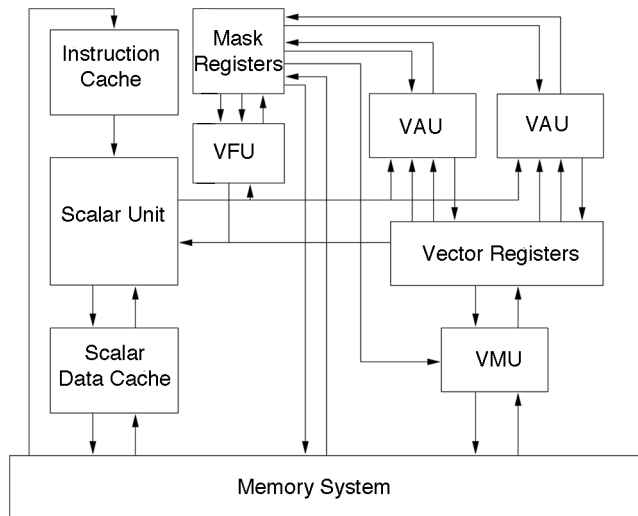 Instruction
Cache
Mask
Registers
VAU
VAU
VFU
Scalar Unit
Vector Registers
Scalar
Data Cache
VMU
Memory System